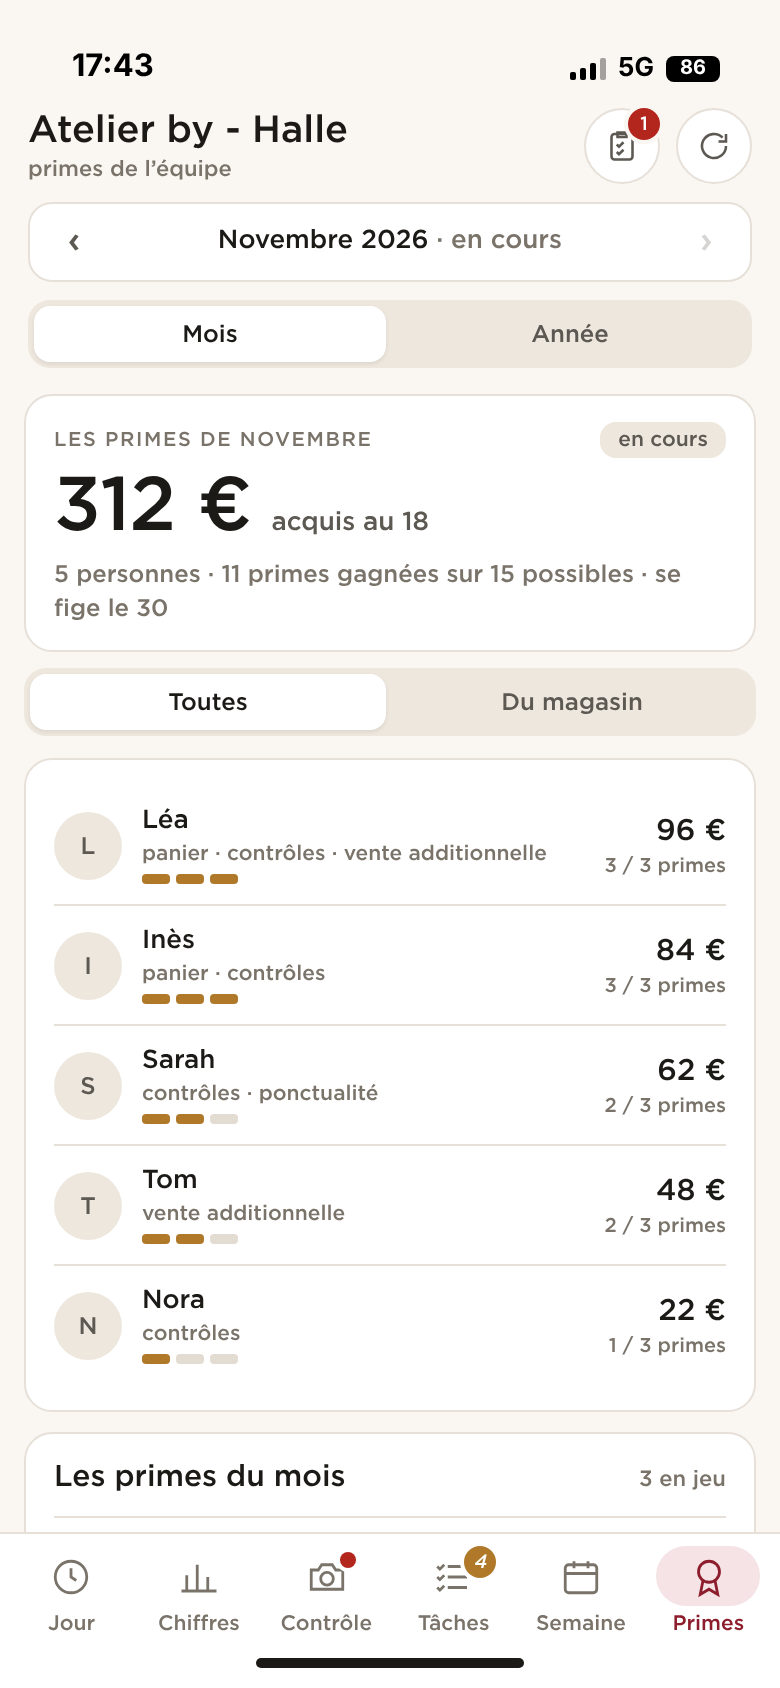 17:43
5G 86
Atelier by - Halle
1
primes de l’équipe
‹ Novembre 2026 · en cours ›
Mois Année
LES PRIMES DE NOVEMBRE en cours
312 € acquis au 18
5 personnes · 11 primes gagnées sur 15 possibles · se
fige le 30
Toutes Du magasin
L
Léa
panier · contrôles · vente additionnelle
96 €
3 / 3 primes
I
Inès
panier · contrôles
84 €
3 / 3 primes
S
Sarah
contrôles · ponctualité
62 €
2 / 3 primes
T
Tom
vente additionnelle
48 €
2 / 3 primes
N
Nora
contrôles
22 €
1 / 3 primes
Les primes du mois 3 en jeu
4
Jour Chiffres Contrôle Tâches Semaine Primes